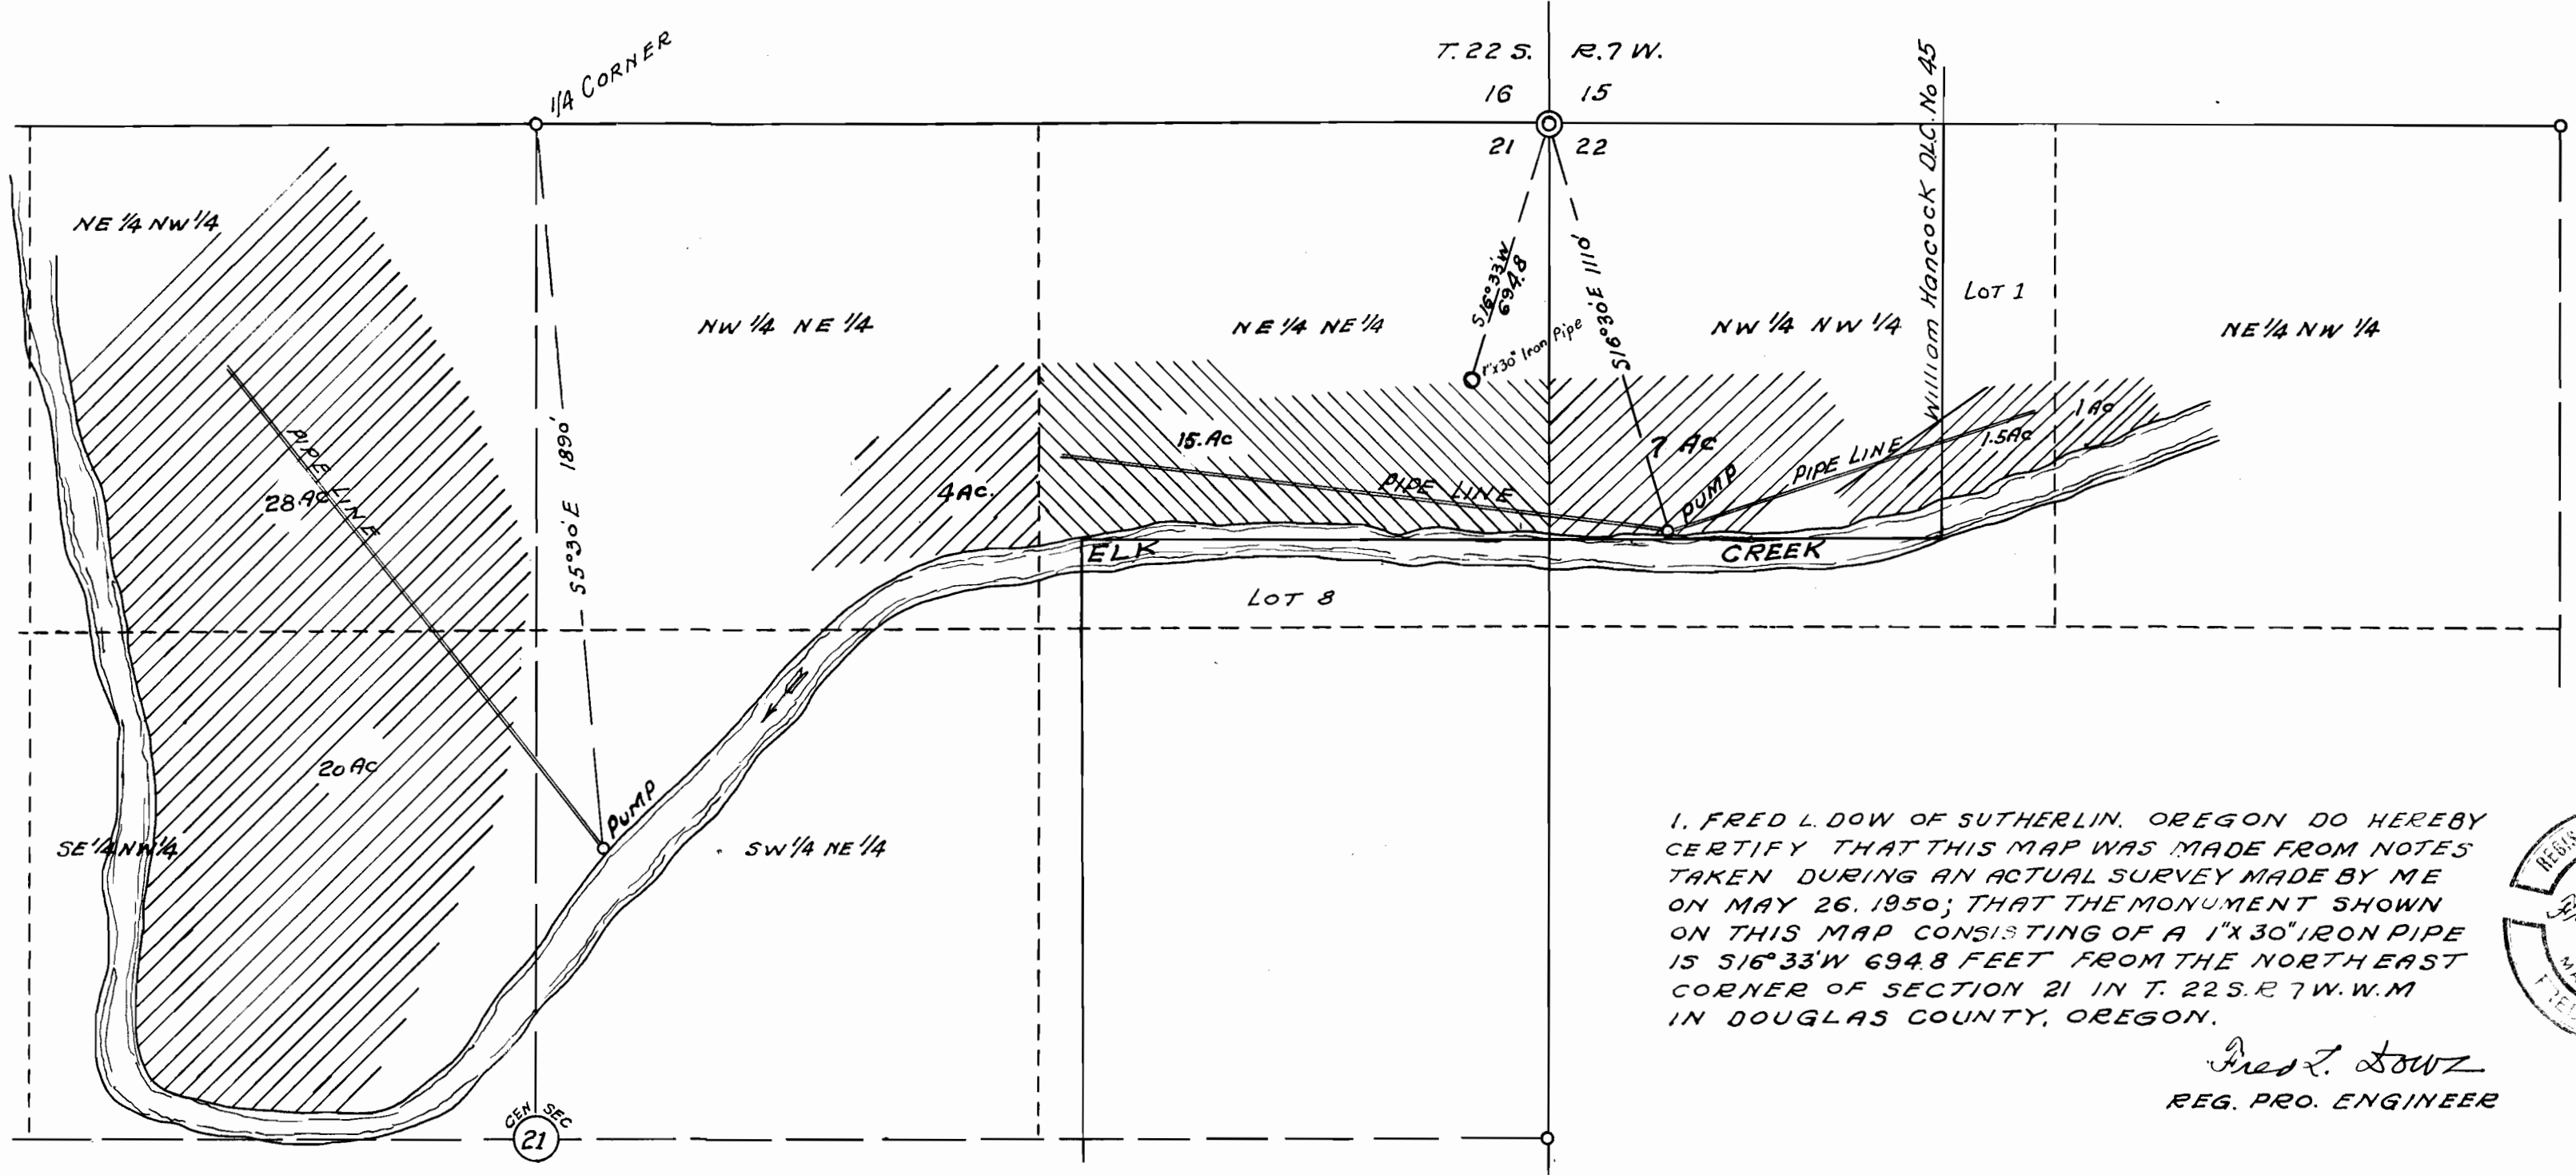 1/4 CORNER
T. 22 S. R. 7 W.
16 15
21 22
William Hancock D.L.C. No 45
NE 1/4 NW 1/4
NW 1/4 NE 1/4
NE 1/4 NE 1/4
S16°33'W
694.8
1"x30" Iron Pipe
S16°30'E 1110'
NW 1/4 NW 1/4
LOT 1
NE 1/4 NW 1/4
S5°30'E 1890'
PIPE LINE
28.Ac
4 Ac.
15.Ac
PIPE LINE
7 Ac
PUMP
PIPE LINE
1.5 Ac
1 Ac
ELK CREEK
LOT 8
20 Ac
PUMP
SE 1/4 NW 1/4
SW 1/4 NE 1/4
CEN SEC
21
I. FRED L. DOW OF SUTHERLIN. OREGON DO HEREBY
CERTIFY THAT THIS MAP WAS MADE FROM NOTES
TAKEN DURING AN ACTUAL SURVEY MADE BY ME
ON MAY 26. 1950; THAT THE MONUMENT SHOWN
ON THIS MAP CONSISTING OF A 1"X 30" IRON PIPE
IS S16°33'W 694.8 FEET FROM THE NORTHEAST
CORNER OF SECTION 21 IN T. 22 S. R 7 W. W. M
IN DOUGLAS COUNTY, OREGON.
Fred L. Dow
REG. PRO. ENGINEER